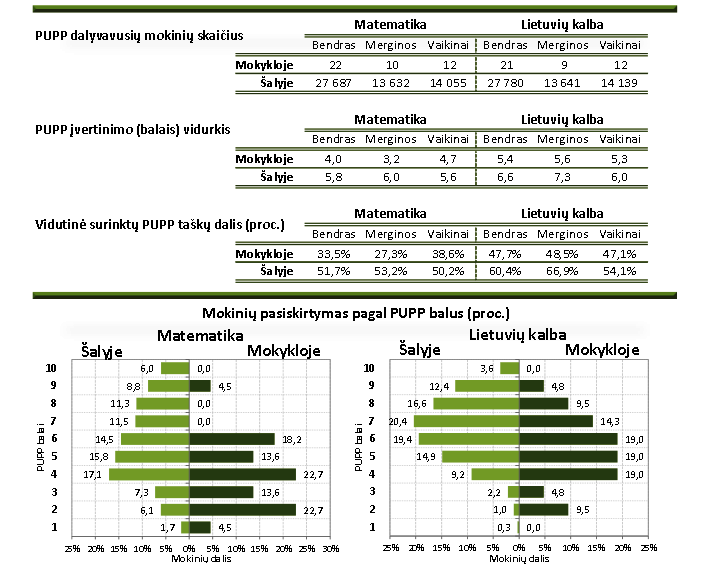 PUPP dalyvavusių mokinių skaičius
Matematika Lietuvių kalba
Bendras Merginos Vaikinai Bendras Merginos Vaikinai
Mokykloje 22 10 12 21 9 12
Šalyje 27 687 13 632 14 055 27 780 13 641 14 139
PUPP įvertinimo (balais) vidurkis
Matematika Lietuvių kalba
Bendras Merginos Vaikinai Bendras Merginos Vaikinai
Mokykloje 4,0 3,2 4,7 5,4 5,6 5,3
Šalyje 5,8 6,0 5,6 6,6 7,3 6,0
Vidutinė surinktų PUPP taškų dalis (proc.)
Matematika Lietuvių kalba
Bendras Merginos Vaikinai Bendras Merginos Vaikinai
Mokykloje 33,5% 27,3% 38,6% 47,7% 48,5% 47,1%
Šalyje 51,7% 53,2% 50,2% 60,4% 66,9% 54,1%
Mokinių pasiskirtymas pagal PUPP balus (proc.)
Matematika
Šalyje Mokykloje
PUPP balai
10 6,0 0,0
9 8,8 4,5
8 11,3 0,0
7 11,5 0,0
6 14,5 18,2
5 15,8 13,6
4 17,1 22,7
3 7,3 13,6
2 6,1 22,7
1 1,7 4,5
25% 20% 15% 10% 5% 0% 5% 10% 15% 20% 25% 30%
Mokinių dalis
Lietuvių kalba
Šalyje Mokykloje
PUPP balai
10 3,6 0,0
9 12,4 4,8
8 16,6 9,5
7 20,4 14,3
6 19,4 19,0
5 14,9 19,0
4 9,2 19,0
3 2,2 4,8
2 1,0 9,5
1 0,3 0,0
25% 20% 15% 10% 5% 0% 5% 10% 15% 20% 25%
Mokinių dalis